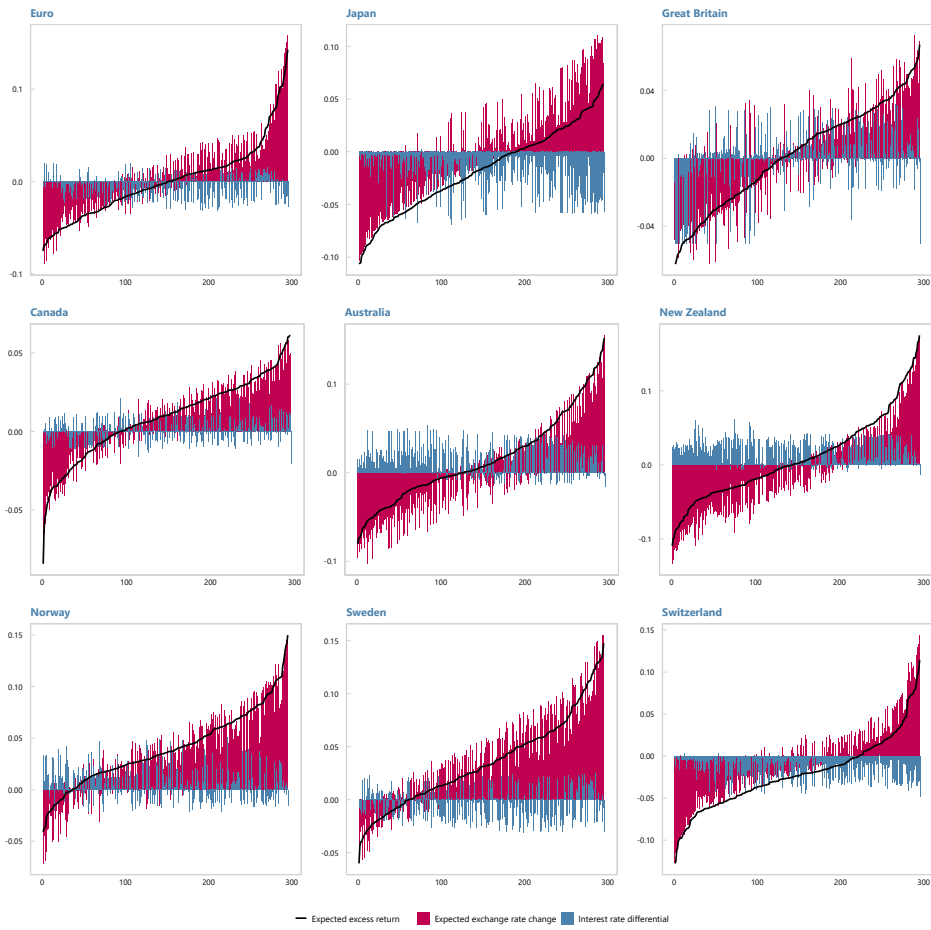 Euro
Japan
Great Britain
0.1
0.0
-0.1
0 100 200 300
0.10
0.05
0.00
-0.05
-0.10
0 100 200 300
0.04
0.00
-0.04
0 100 200 300
Canada
Australia
New Zealand
0.05
0.00
-0.05
0 100 200 300
0.1
0.0
-0.1
0 100 200 300
0.1
0.0
-0.1
0 100 200 300
Norway
Sweden
Switzerland
0.15
0.10
0.05
0.00
-0.05
0 100 200 300
0.15
0.10
0.05
0.00
-0.05
0 100 200 300
0.15
0.10
0.05
0.00
-0.05
-0.10
0 100 200 300
Expected excess return Expected exchange rate change Interest rate differential